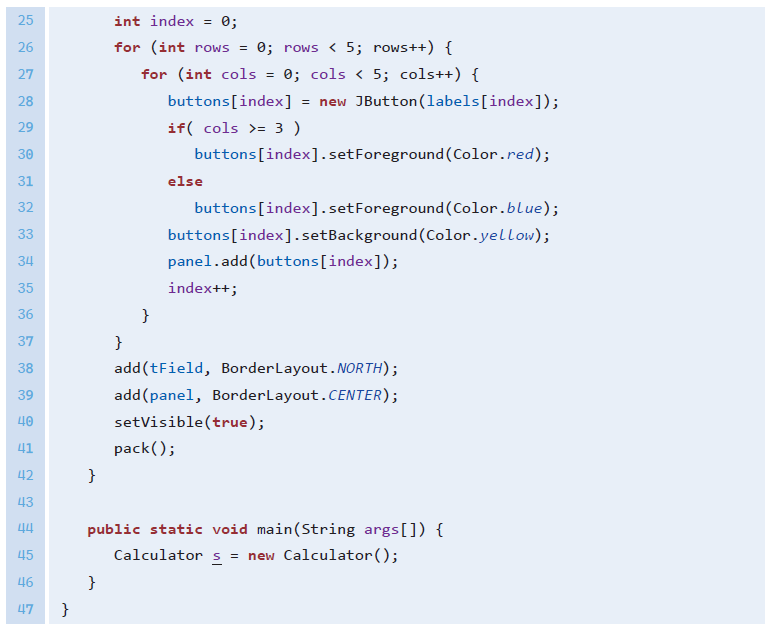 25 int index = 0;
26 for (int rows = 0; rows < 5; rows++) {
27 for (int cols = 0; cols < 5; cols++) {
28 buttons[index] = new JButton(labels[index]);
29 if( cols >= 3 )
30 buttons[index].setForeground(Color.red);
31 else
32 buttons[index].setForeground(Color.blue);
33 buttons[index].setBackground(Color.yellow);
34 panel.add(buttons[index]);
35 index++;
36 }
37 }
38 add(tField, BorderLayout.NORTH);
39 add(panel, BorderLayout.CENTER);
40 setVisible(true);
41 pack();
42 }
43
44 public static void main(String args[]) {
45 Calculator s = new Calculator();
46 }
47 }